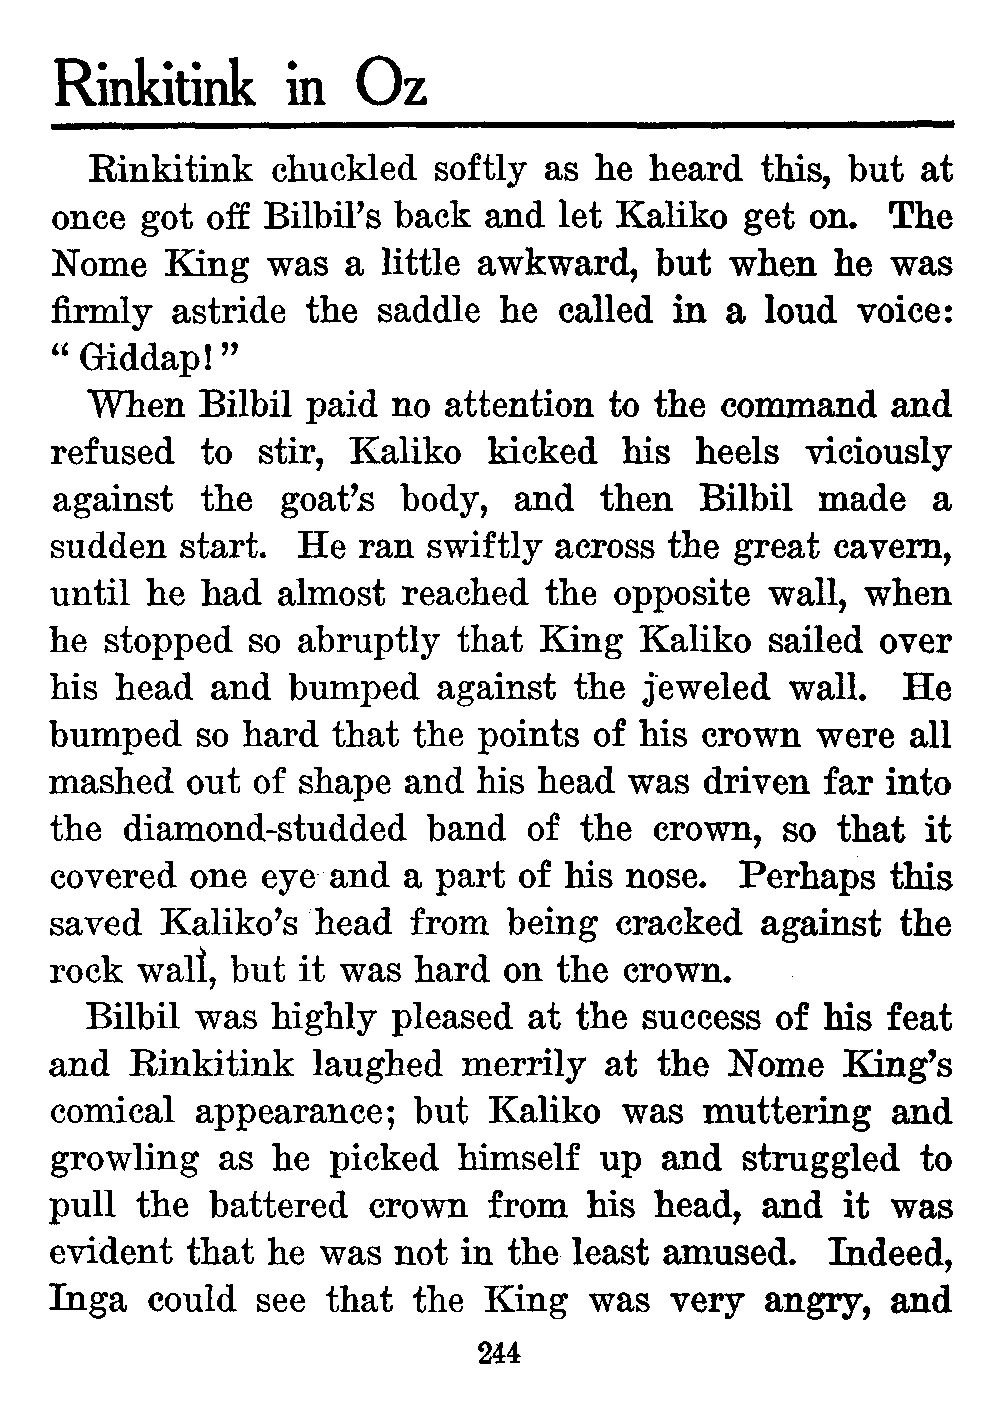 Rinkitink in Oz
Rinkitink chuckled softly as he heard this, but at
once got off Bilbil's back and let Kaliko get on. The
Nome King was a little awkward, but when he was
firmly astride the saddle he called in a loud voice:
“ Giddap! ”
When Bilbil paid no attention to the command and
refused to stir, Kaliko kicked his heels viciously
against the goat's body, and then Bilbil made a
sudden start. He ran swiftly across the great cavern,
until he had almost reached the opposite wall, when
he stopped so abruptly that King Kaliko sailed over
his head and bumped against the jeweled wall. He
bumped so hard that the points of his crown were all
mashed out of shape and his head was driven far into
the diamond-studded band of the crown, so that it
covered one eye and a part of his nose. Perhaps this
saved Kaliko's head from being cracked against the
rock wall, but it was hard on the crown.
Bilbil was highly pleased at the success of his feat
and Rinkitink laughed merrily at the Nome King's
comical appearance; but Kaliko was muttering and
growling as he picked himself up and struggled to
pull the battered crown from his head, and it was
evident that he was not in the least amused. Indeed,
Inga could see that the King was very angry, and
244